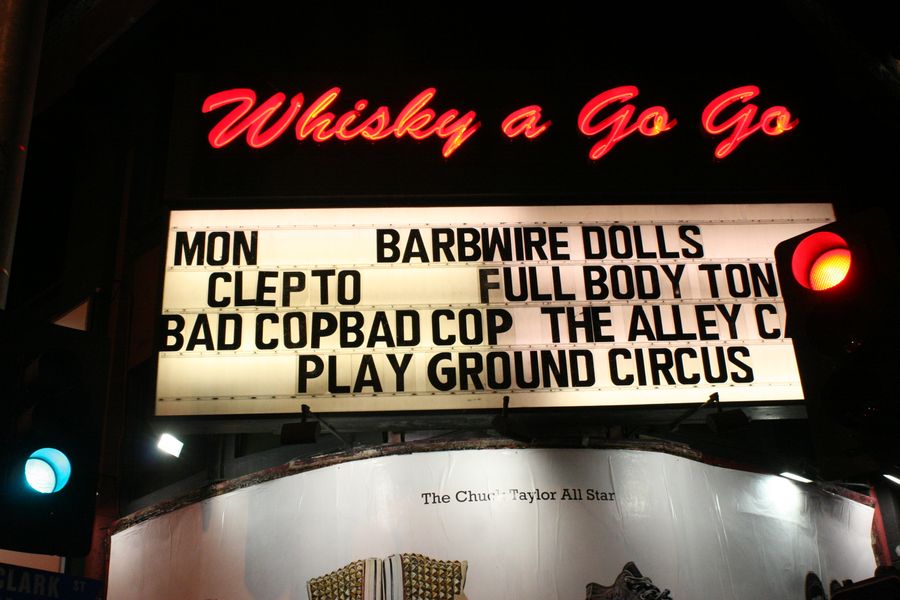 Whisky a Go Go
MON BARBWIRE DOLLS
CLEPTO FULL BODY TON
BAD COPBAD COP THE ALLEY C
PLAY GROUND CIRCUS
The Chuck Taylor All Star
CLARK ST